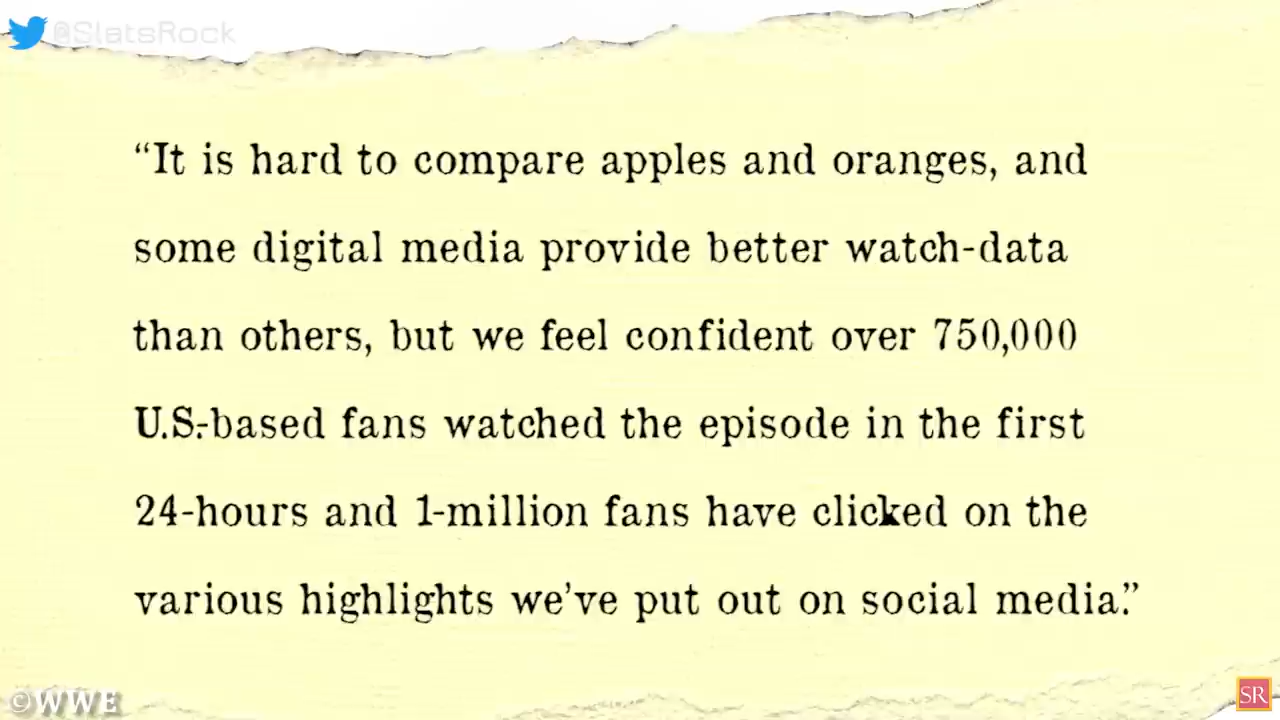 @SlatsRock
“It is hard to compare apples and oranges, and
some digital media provide better watch-data
than others, but we feel confident over 750,000
U.S.-based fans watched the episode in the first
24-hours and 1-million fans have clicked on the
various highlights we’ve put out on social media.”
©WWE
SR